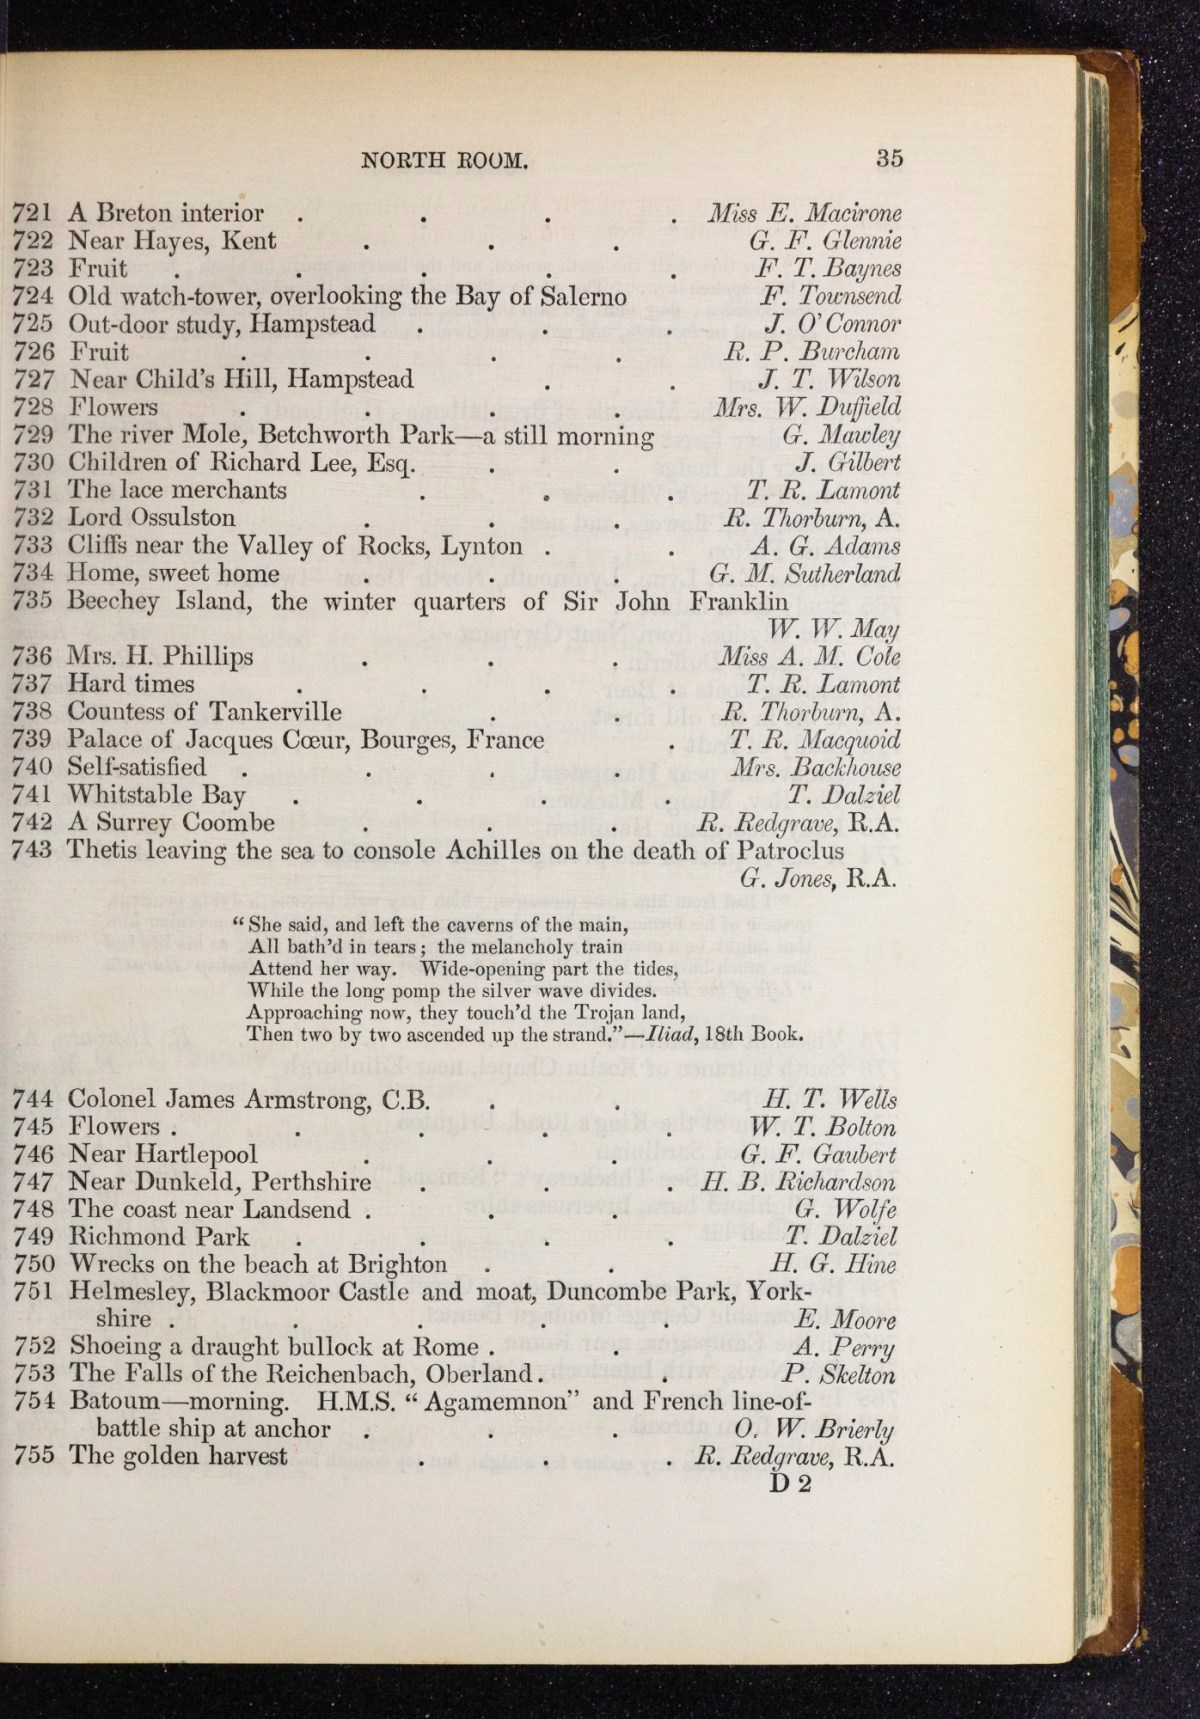 NORTH ROOM. 35
721 A Breton interior . . . . Miss E. Macirone
722 Near Hayes, Kent . . . G. F. Glennie
723 Fruit . . . . . F. T. Baynes
724 Old watch-tower, overlooking the Bay of Salerno F. Townsend
725 Out-door study, Hampstead . . . J. O'Connor
726 Fruit . . . . R. P. Burcham
727 Near Child's Hill, Hampstead . . J. T. Wilson
728 Flowers . . . . Mrs. W. Duffield
729 The river Mole, Betchworth Park—a still morning G. Mawley
730 Children of Richard Lee, Esq. . . J. Gilbert
731 The lace merchants . . . T. R. Lamont
732 Lord Ossulston . . . R. Thorburn, A.
733 Cliffs near the Valley of Rocks, Lynton . . A. G. Adams
734 Home, sweet home . . . G. M. Sutherland
735 Beechey Island, the winter quarters of Sir John Franklin
W. W. May
736 Mrs. H. Phillips . . . Miss A. M. Cole
737 Hard times . . . . T. R. Lamont
738 Countess of Tankerville . . R. Thorburn, A.
739 Palace of Jacques Cœur, Bourges, France . T. R. Macquoid
740 Self-satisfied . . . . Mrs. Backhouse
741 Whitstable Bay . . . . T. Dalziel
742 A Surrey Coombe . . . R. Redgrave, R.A.
743 Thetis leaving the sea to console Achilles on the death of Patroclus
G. Jones, R.A.
"She said, and left the caverns of the main,
All bath'd in tears; the melancholy train
Attend her way. Wide-opening part the tides,
While the long pomp the silver wave divides.
Approaching now, they touch'd the Trojan land,
Then two by two ascended up the strand."—Iliad, 18th Book.
744 Colonel James Armstrong, C.B. . . H. T. Wells
745 Flowers . . . . . W. T. Bolton
746 Near Hartlepool . . . G. F. Gaubert
747 Near Dunkeld, Perthshire . . . H. B. Richardson
748 The coast near Landsend . . . G. Wolfe
749 Richmond Park . . . . T. Dalziel
750 Wrecks on the beach at Brighton . . H. G. Hine
751 Helmesley, Blackmoor Castle and moat, Duncombe Park, York-
shire . . . . . E. Moore
752 Shoeing a draught bullock at Rome . . A. Perry
753 The Falls of the Reichenbach, Oberland . . P. Skelton
754 Batoum—morning. H.M.S. "Agamemnon" and French line-of-
battle ship at anchor . . . O. W. Brierly
755 The golden harvest . . . R. Redgrave, R.A.
D 2